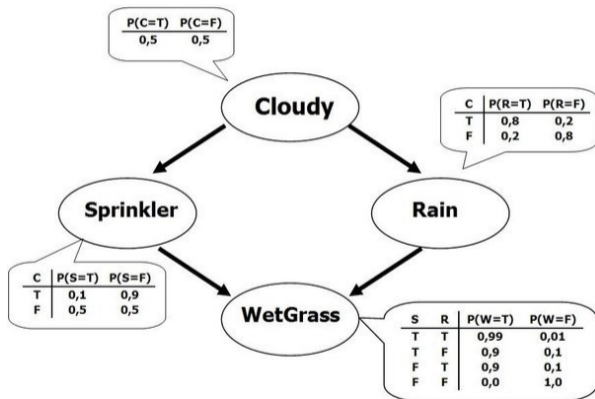 P(C=T) P(C=F)
0,5 0,5
Cloudy
C P(R=T) P(R=F)
T 0,8 0,2
F 0,2 0,8
Sprinkler
Rain
C P(S=T) P(S=F)
T 0,1 0,9
F 0,5 0,5
WetGrass
S R P(W=T) P(W=F)
T T 0,99 0,01
T F 0,9 0,1
F T 0,9 0,1
F F 0,0 1,0